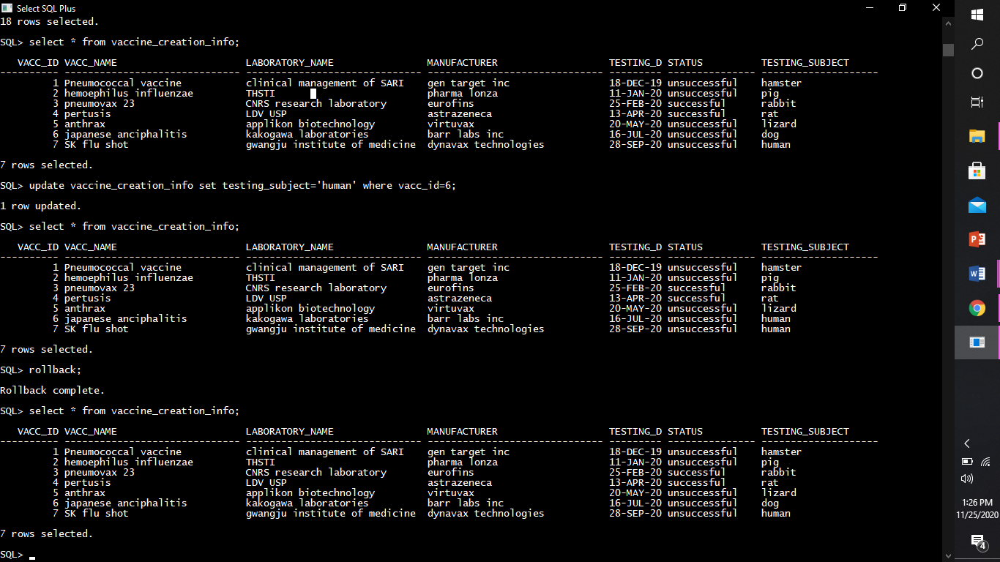 Select SQL Plus
18 rows selected.
SQL> select * from vaccine_creation_info;
   VACC_ID VACC_NAME                      LABORATORY_NAME                MANUFACTURER                   TESTING_D STATUS          TESTING_SUBJECT
---------- ------------------------------ ------------------------------ ------------------------------ --------- --------------- --------------------
         1 Pneumococcal vaccine           clinical management of SARI    gen target inc                 18-DEC-19 unsuccessful    hamster
         2 hemoephilus influenzae         THSTI                          pharma lonza                   11-JAN-20 unsuccessful    pig
         3 pneumovax 23                   CNRS research laboratory       eurofins                       25-FEB-20 successful      rabbit
         4 pertusis                       LDV USP                        astrazeneca                    13-APR-20 successful      rat
         5 anthrax                        applikon biotechnology         virtuvax                       20-MAY-20 unsuccessful    lizard
         6 japanese anciphalitis          kakogawa laboratories          barr labs inc                  16-JUL-20 unsuccessful    dog
         7 SK flu shot                    gwangju institute of medicine  dynavax technologies           28-SEP-20 unsuccessful    human
7 rows selected.
SQL> update vaccine_creation_info set testing_subject='human' where vacc_id=6;
1 row updated.
SQL> select * from vaccine_creation_info;
   VACC_ID VACC_NAME                      LABORATORY_NAME                MANUFACTURER                   TESTING_D STATUS          TESTING_SUBJECT
---------- ------------------------------ ------------------------------ ------------------------------ --------- --------------- --------------------
         1 Pneumococcal vaccine           clinical management of SARI    gen target inc                 18-DEC-19 unsuccessful    hamster
         2 hemoephilus influenzae         THSTI                          pharma lonza                   11-JAN-20 unsuccessful    pig
         3 pneumovax 23                   CNRS research laboratory       eurofins                       25-FEB-20 successful      rabbit
         4 pertusis                       LDV USP                        astrazeneca                    13-APR-20 successful      rat
         5 anthrax                        applikon biotechnology         virtuvax                       20-MAY-20 unsuccessful    lizard
         6 japanese anciphalitis          kakogawa laboratories          barr labs inc                  16-JUL-20 unsuccessful    human
         7 SK flu shot                    gwangju institute of medicine  dynavax technologies           28-SEP-20 unsuccessful    human
7 rows selected.
SQL> rollback;
Rollback complete.
SQL> select * from vaccine_creation_info;
   VACC_ID VACC_NAME                      LABORATORY_NAME                MANUFACTURER                   TESTING_D STATUS          TESTING_SUBJECT
---------- ------------------------------ ------------------------------ ------------------------------ --------- --------------- --------------------
         1 Pneumococcal vaccine           clinical management of SARI    gen target inc                 18-DEC-19 unsuccessful    hamster
         2 hemoephilus influenzae         THSTI                          pharma lonza                   11-JAN-20 unsuccessful    pig
         3 pneumovax 23                   CNRS research laboratory       eurofins                       25-FEB-20 successful      rabbit
         4 pertusis                       LDV USP                        astrazeneca                    13-APR-20 successful      rat
         5 anthrax                        applikon biotechnology         virtuvax                       20-MAY-20 unsuccessful    lizard
         6 japanese anciphalitis          kakogawa laboratories          barr labs inc                  16-JUL-20 unsuccessful    dog
         7 SK flu shot                    gwangju institute of medicine  dynavax technologies           28-SEP-20 unsuccessful    human
7 rows selected.
SQL>
1:26 PM
11/25/2020
4